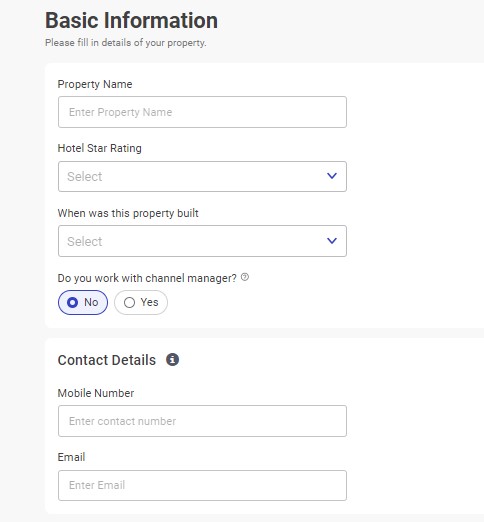 Basic Information
Please fill in details of your property.
Property Name
Enter Property Name
Hotel Star Rating
Select
When was this property built
Select
Do you work with channel manager?
No Yes
Contact Details
Mobile Number
Enter contact number
Email
Enter Email